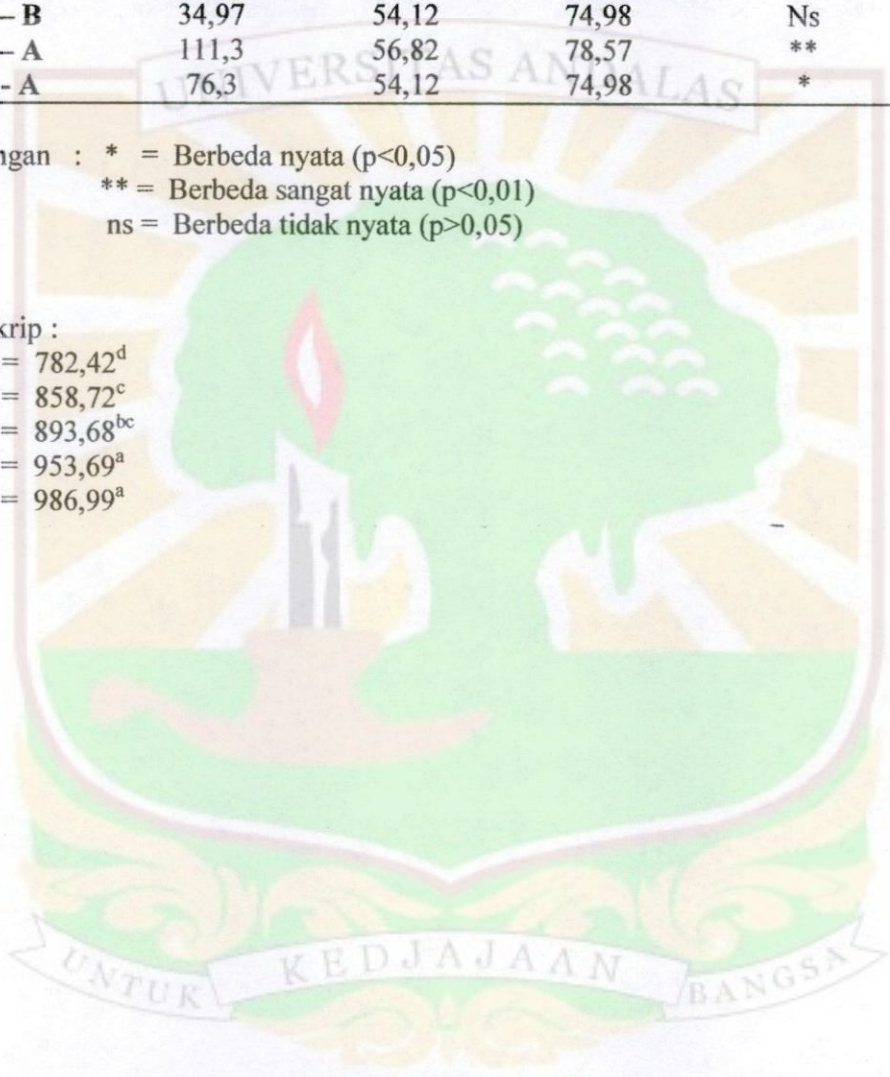 – B 34,97 54,12 74,98 Ns
– A 111,3 56,82 78,57 **
- A 76,3 54,12 74,98 *
UNIVERSITAS ANDALAS
ngan : * = Berbeda nyata (p<0,05)
** = Berbeda sangat nyata (p<0,01)
ns = Berbeda tidak nyata (p>0,05)
krip :
= 782,42ᵈ
= 858,72ᶜ
= 893,68ᵇᶜ
= 953,69ᵃ
= 986,99ᵃ
UNTUK KEDJAJAAN BANGSA